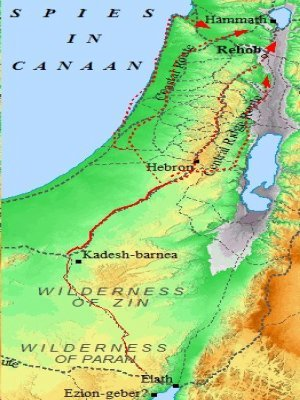 SPIES
IN
CANAAN
Hammath
Rehob
Coastal Route
Central Ridge Route
Hebron
Kadesh-barnea
WILDERNESS
OF ZIN
WILDERNESS
OF PARAN
Elath
Ezion-geber?